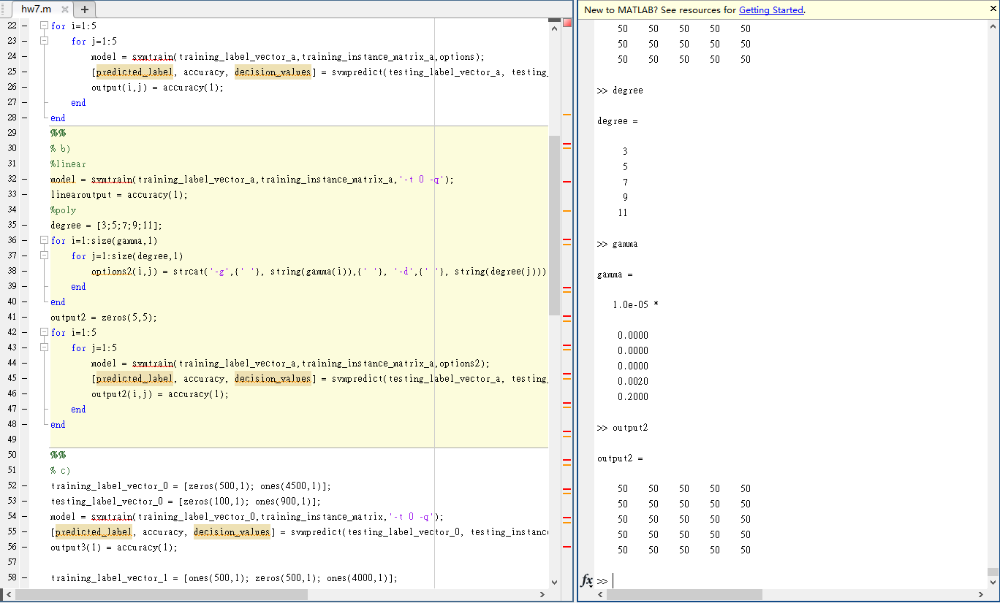 hw7.m
22 – for i=1:5
23 – for j=1:5
24 – model = svmtrain(training_label_vector_a,training_instance_matrix_a,options);
25 – [predicted_label, accuracy, decision_values] = svmpredict(testing_label_vector_a, testing_
26 – output(i,j) = accuracy(1);
27 – end
28 – end
29 %%
30 % b)
31 %linear
32 – model = svmtrain(training_label_vector_a,training_instance_matrix_a,'-t 0 -q');
33 – linearoutput = accuracy(1);
34 %poly
35 – degree = [3;5;7;9;11];
36 – for i=1:size(gamma,1)
37 – for j=1:size(degree,1)
38 – options2(i,j) = strcat('-g',{' '}, string(gamma(i)),{' '}, '-d',{' '}, string(degree(j)))
39 – end
40 – end
41 – output2 = zeros(5,5);
42 – for i=1:5
43 – for j=1:5
44 – model = svmtrain(training_label_vector_a,training_instance_matrix_a,options2);
45 – [predicted_label, accuracy, decision_values] = svmpredict(testing_label_vector_a, testing_
46 – output2(i,j) = accuracy(1);
47 – end
48 – end
49
50 %%
51 % c)
52 – training_label_vector_0 = [zeros(500,1); ones(4500,1)];
53 – testing_label_vector_0 = [zeros(100,1); ones(900,1)];
54 – model = svmtrain(training_label_vector_0,training_instance_matrix,'-t 0 -q');
55 – [predicted_label, accuracy, decision_values] = svmpredict(testing_label_vector_0, testing_instanc
56 – output3(1) = accuracy(1);
57
58 – training_label_vector_1 = [ones(500,1); zeros(500,1); ones(4000,1)];
New to MATLAB? See resources for Getting Started.
50 50 50 50 50
50 50 50 50 50
50 50 50 50 50
>> degree
degree =
3
5
7
9
11
>> gamma
gamma =
1.0e-05 *
0.0000
0.0000
0.0000
0.0020
0.2000
>> output2
output2 =
50 50 50 50 50
50 50 50 50 50
50 50 50 50 50
50 50 50 50 50
50 50 50 50 50
fx >>